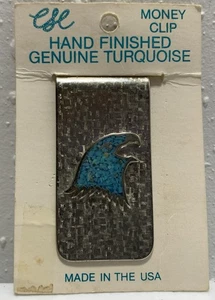 MONEY
CLIP
HAND FINISHED
GENUINE TURQUOISE
MADE IN THE USA